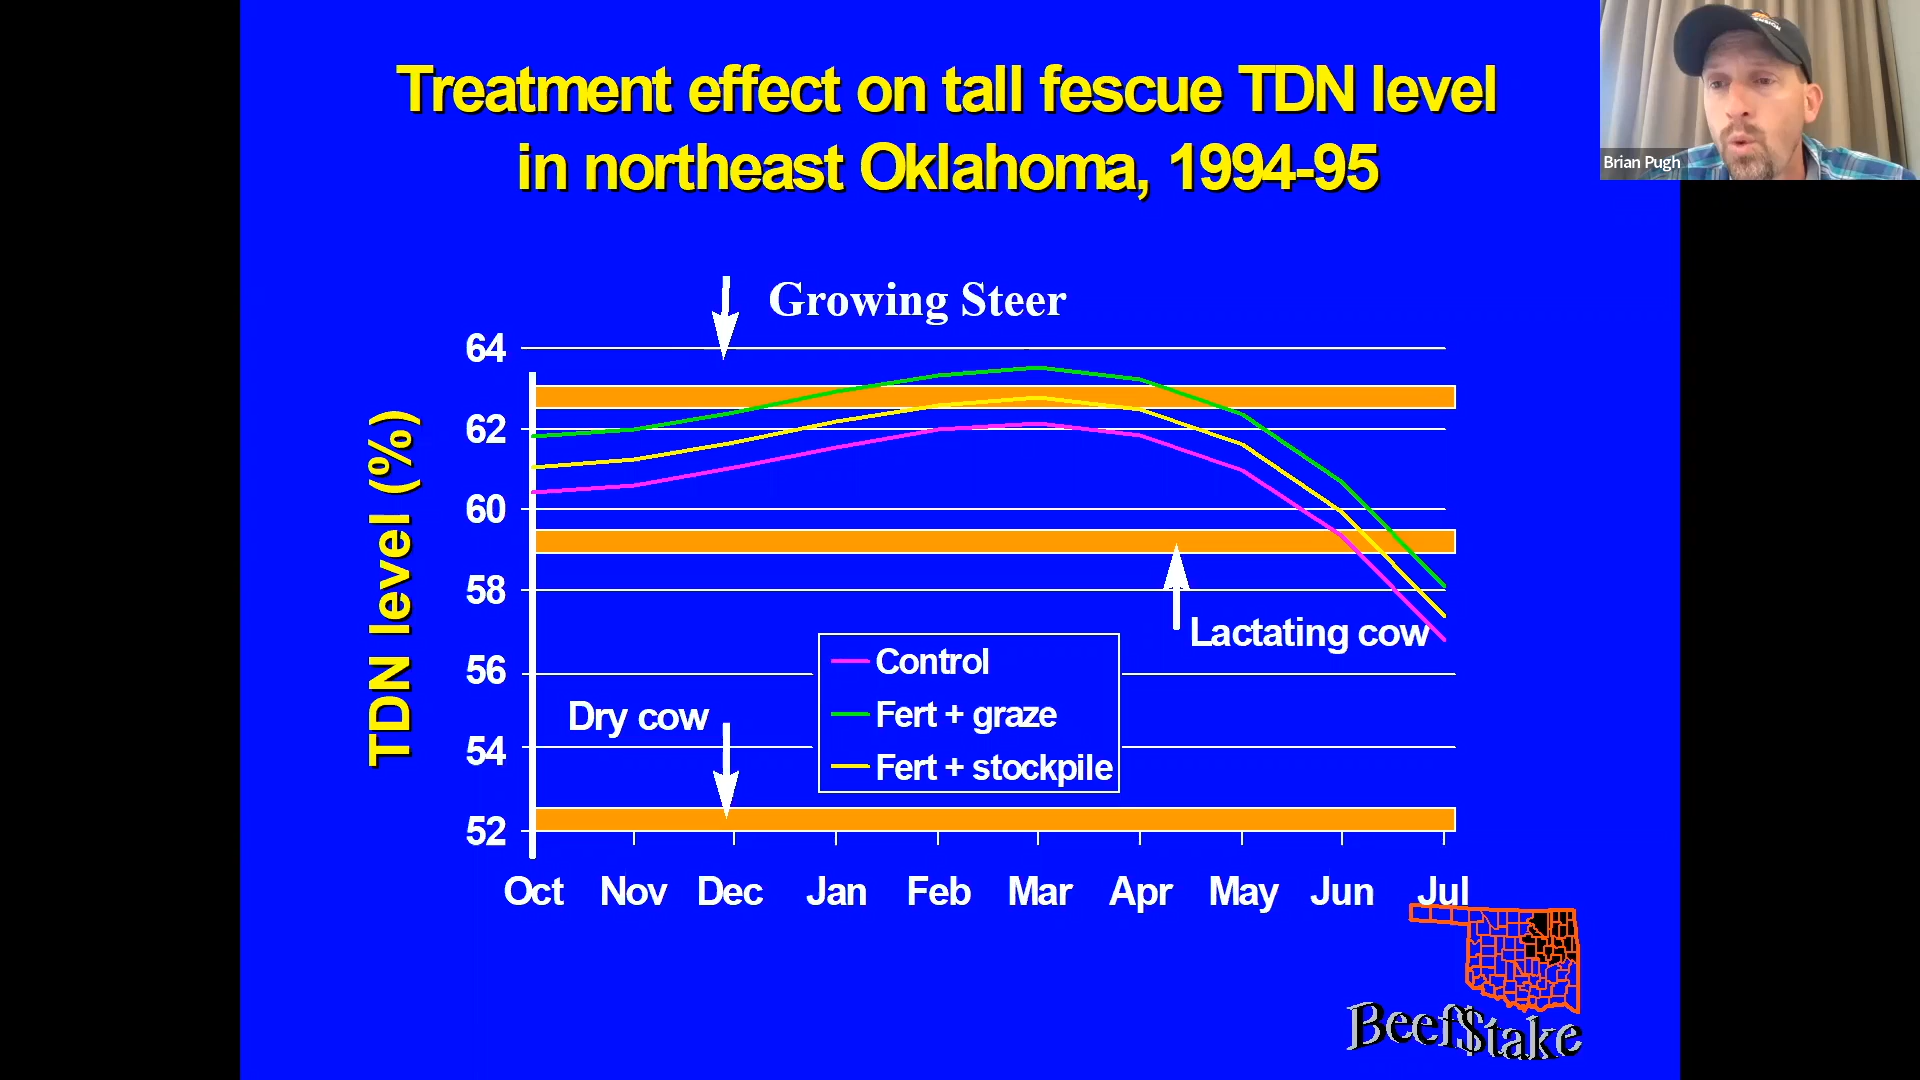 Treatment effect on tall fescue TDN level
in northeast Oklahoma, 1994-95
Brian Pugh
Growing Steer
TDN level (%)
64
62
60
58
56
54
52
Lactating cow
Dry cow
Control
Fert + graze
Fert + stockpile
Oct Nov Dec Jan Feb Mar Apr May Jun Jul
Beef$take